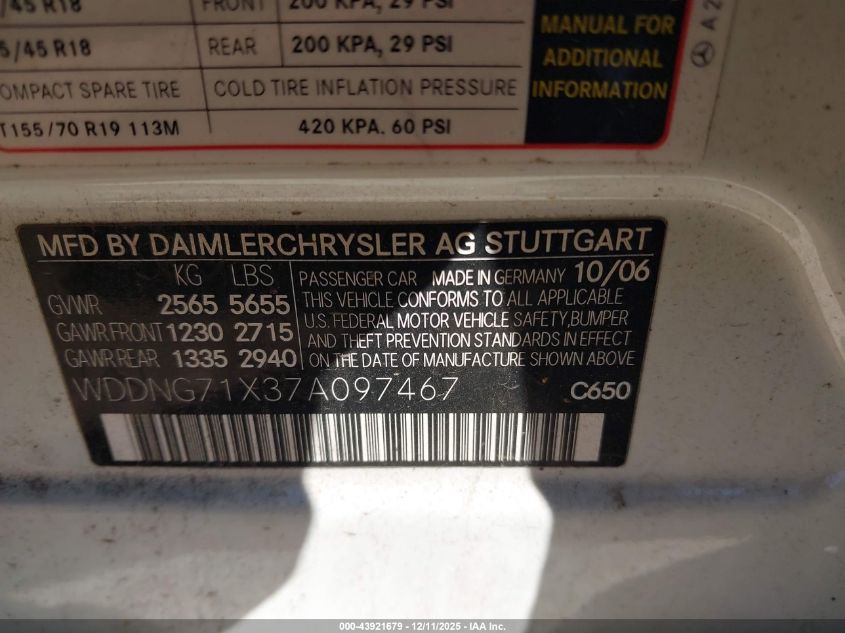 /45 R18 FRONT 200 KPA, 29 PSI
5/45 R18 REAR 200 KPA, 29 PSI
OMPACT SPARE TIRE COLD TIRE INFLATION PRESSURE
T155/70 R19 113M 420 KPA. 60 PSI
MANUAL FOR
ADDITIONAL
INFORMATION
A 2
MFD BY DAIMLERCHRYSLER AG STUTTGART
KG LBS
GVWR 2565 5655
GAWR FRONT 1230 2715
GAWR REAR 1335 2940
PASSENGER CAR MADE IN GERMANY 10/06
THIS VEHICLE CONFORMS TO ALL APPLICABLE
U.S. FEDERAL MOTOR VEHICLE SAFETY,BUMPER
AND THEFT PREVENTION STANDARDS IN EFFECT
ON THE DATE OF MANUFACTURE SHOWN ABOVE
WDDNG71X37A097467 C650
000-43921679 - 12/11/2025 - IAA Inc.